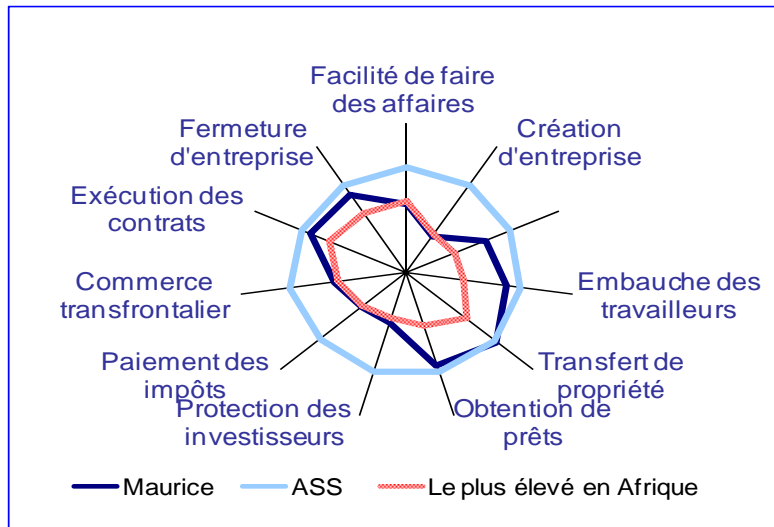 Facilité de faire
des affaires
Création
d'entreprise
Embauche des
travailleurs
Transfert de
propriété
Obtention de
prêts
Protection des
investisseurs
Paiement des
impôts
Commerce
transfrontalier
Exécution des
contrats
Fermeture
d'entreprise
Maurice
ASS
Le plus élevé en Afrique